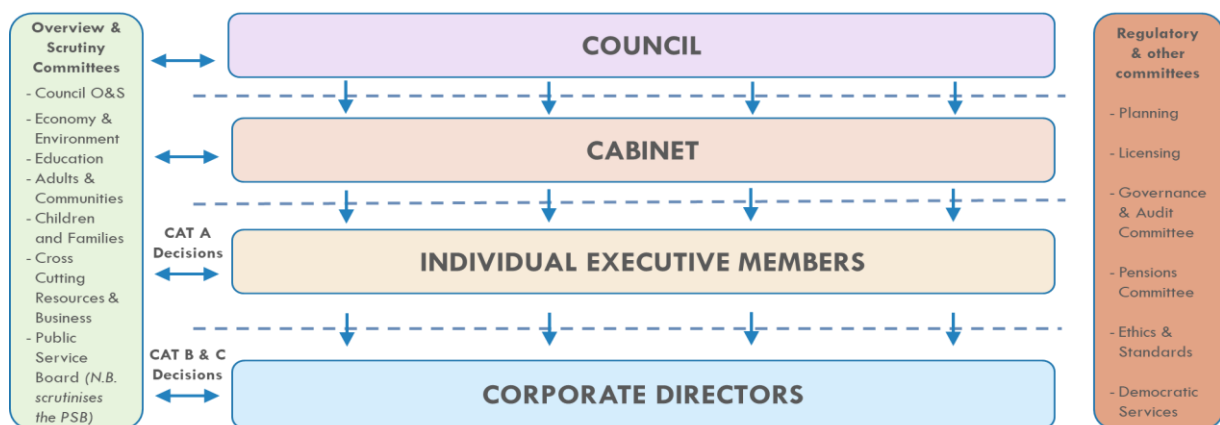 Overview &
Scrutiny
Committees
- Council O&S
- Economy &
Environment
- Education
- Adults &
Communities
- Children
and Families
- Cross
Cutting
Resources &
Business
- Public
Service
Board (N.B.
scrutinises
the PSB)
COUNCIL
CABINET
CAT A
Decisions
INDIVIDUAL EXECUTIVE MEMBERS
CAT B & C
Decisions
CORPORATE DIRECTORS
Regulatory
& other
committees
- Planning
- Licensing
- Governance
& Audit
Committee
- Pensions
Committee
- Ethics &
Standards
- Democratic
Services